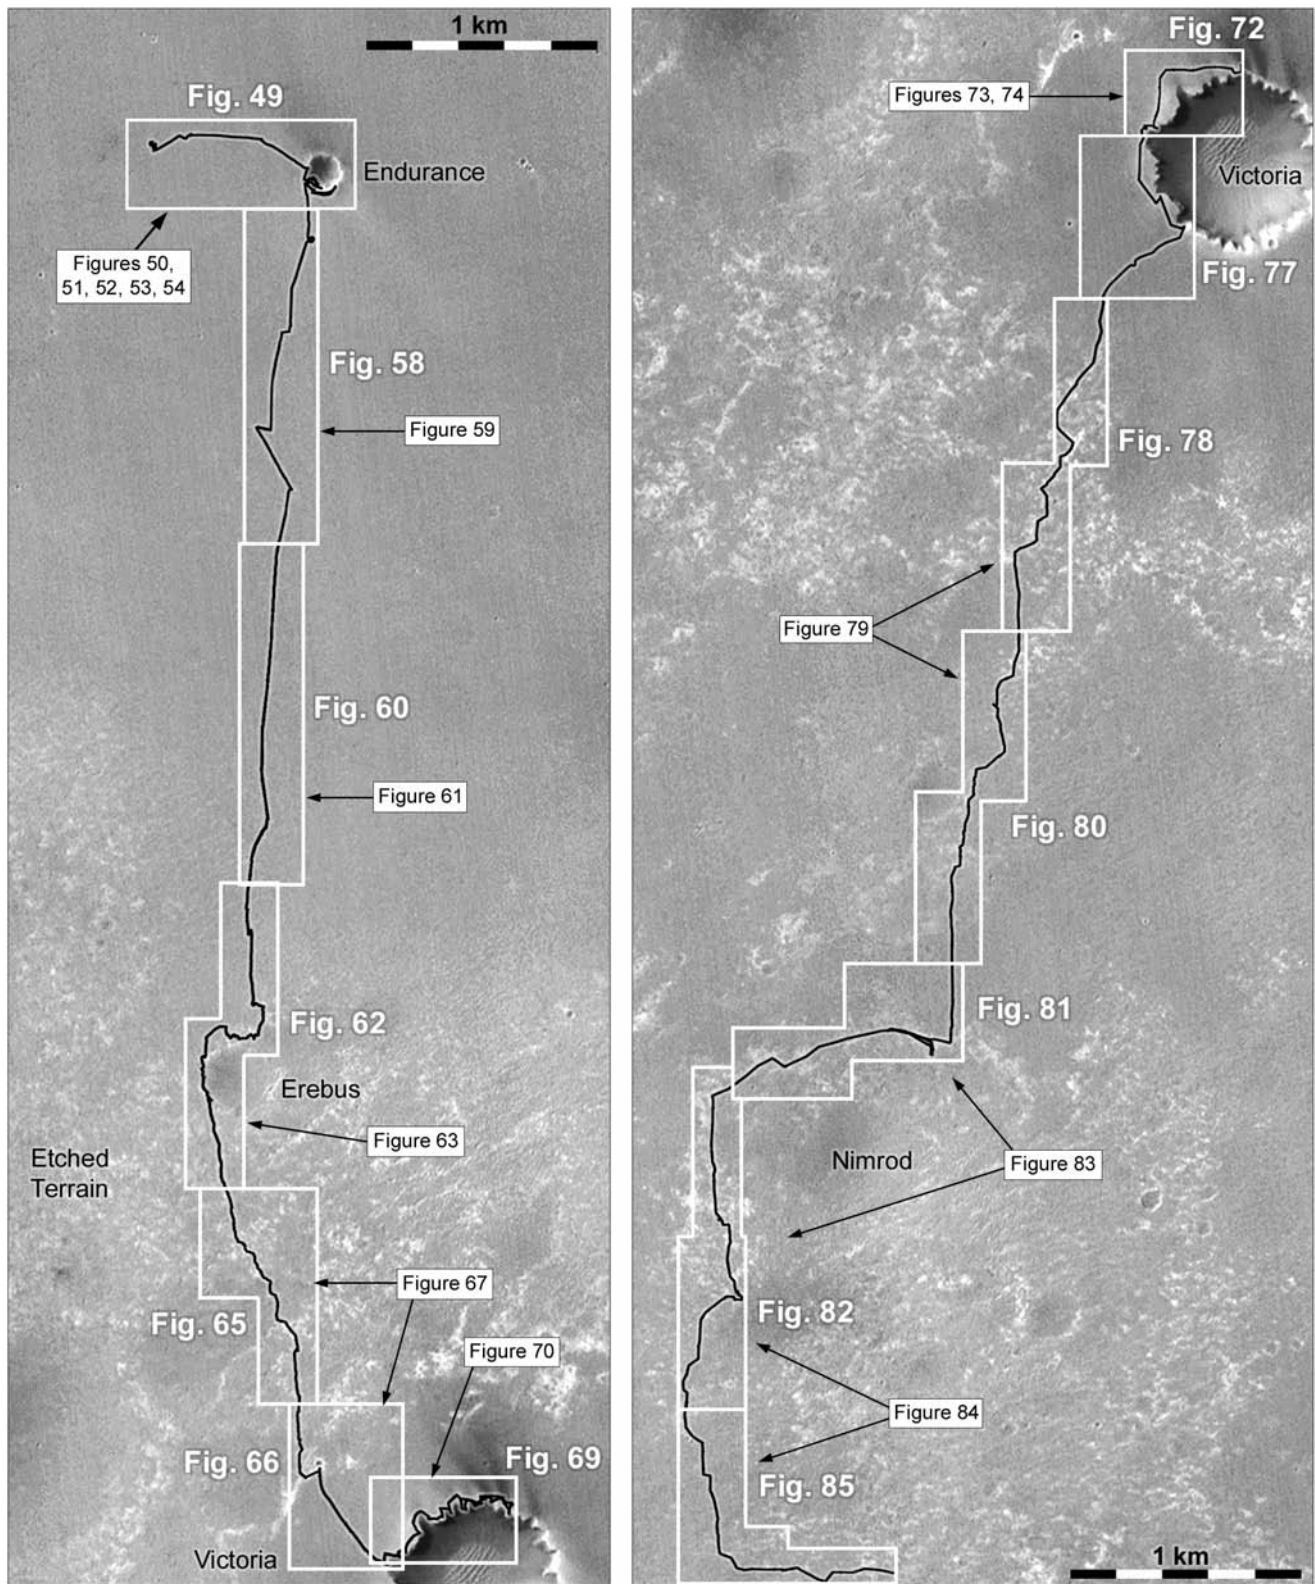 1 km
Fig. 49
Endurance
Figures 50,
51, 52, 53, 54
Fig. 58
Figure 59
Fig. 60
Figure 61
Fig. 62
Erebus
Figure 63
Etched
Terrain
Figure 67
Fig. 65
Figure 70
Fig. 66
Fig. 69
Victoria
Fig. 72
Figures 73, 74
Victoria
Fig. 77
Fig. 78
Figure 79
Fig. 80
Fig. 81
Nimrod
Figure 83
Fig. 82
Figure 84
Fig. 85
1 km